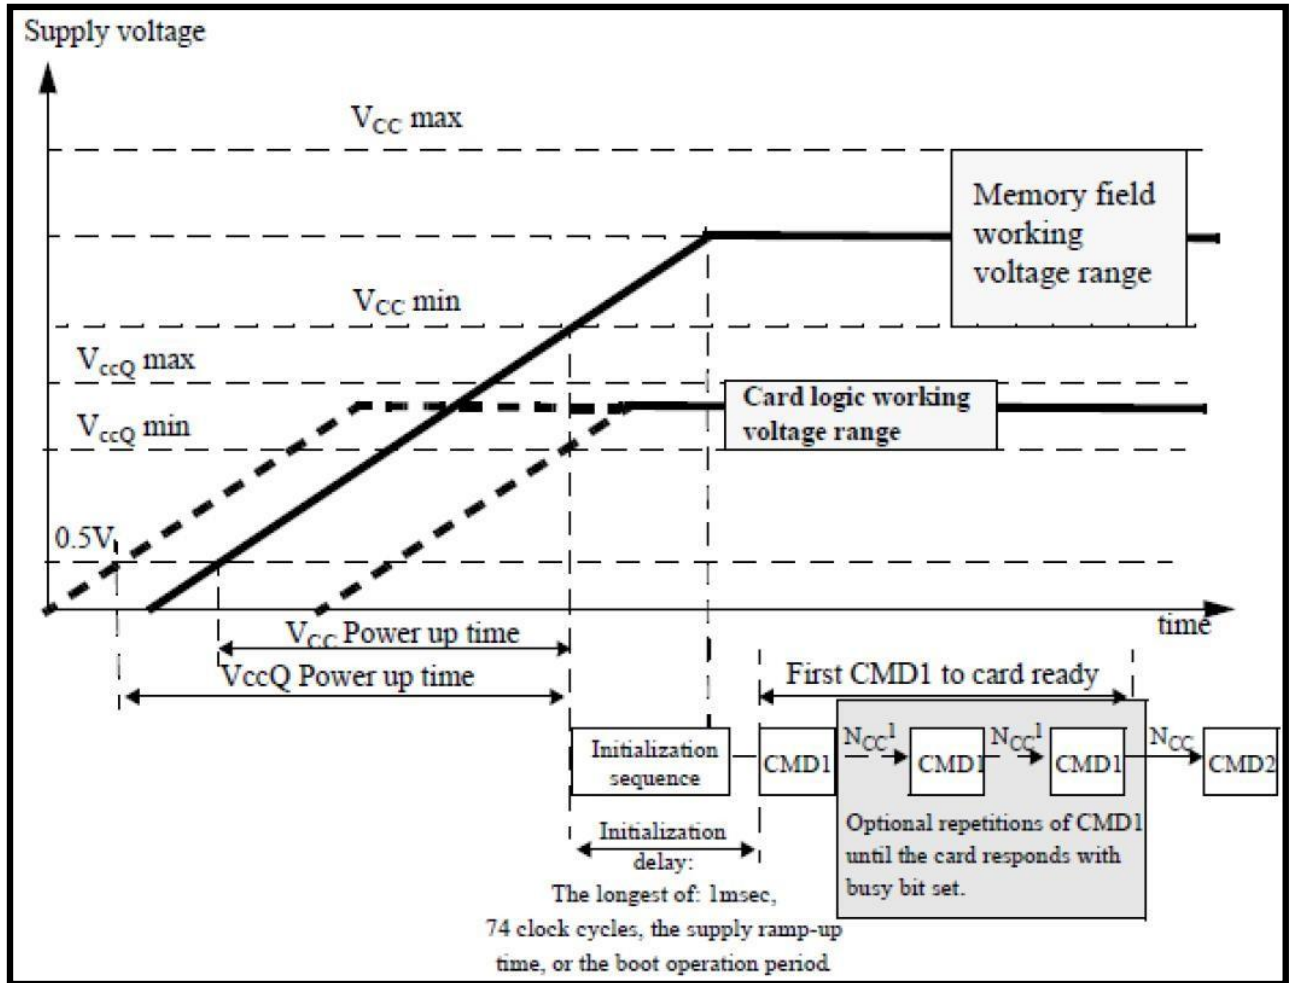 Supply voltage
VCC max
Memory field
working
voltage range
VCC min
VccQ max
Card logic working
voltage range
VccQ min
0.5V
time
VCC Power up time
VccQ Power up time
First CMD1 to card ready
Initialization
sequence
CMD1
NCC1
CMD1
NCC1
CMD1
NCC
CMD2
Optional repetitions of CMD1
until the card responds with
busy bit set.
Initialization
delay:
The longest of: 1msec,
74 clock cycles, the supply ramp-up
time, or the boot operation period